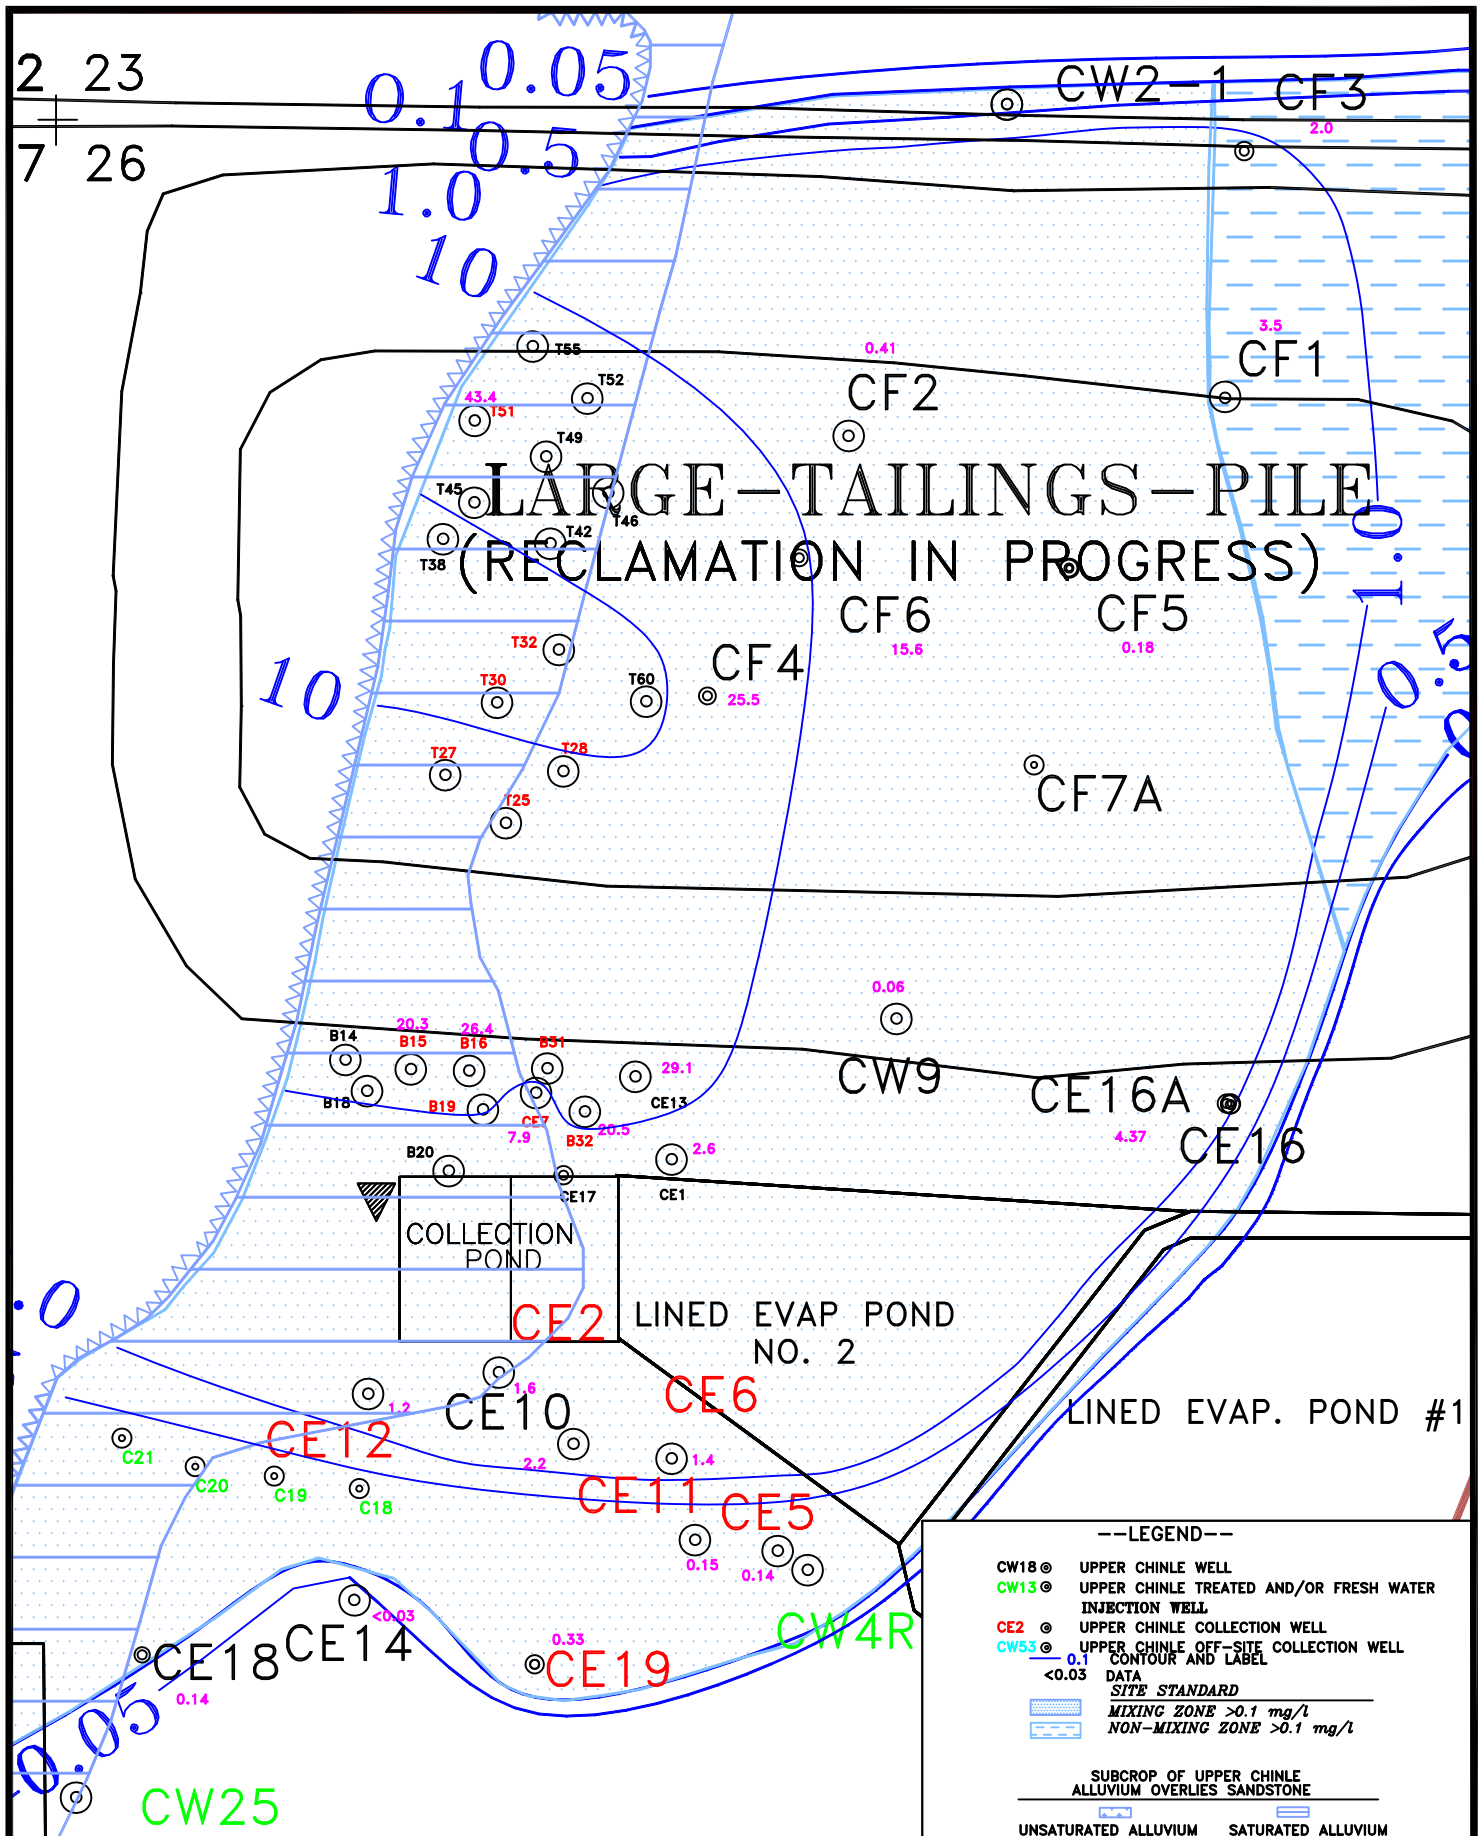 2 23
7 26
0.05
0.1
0.5
1.0
10
CW2-1
CF3
2.0
3.5
CF1
0.41
CF2
T55
T52
43.4
T51
T49
LARGE-TAILINGS-PILE
T45
T46
T42
T38
(RECLAMATION IN PROGRESS)
1.0
CF6
15.6
CF5
0.18
T32
CF4
25.5
T30
T60
10
0.5
T27
T28
CF7A
T25
0.06
CW9
20.3
26.4
B14
B15
B16
B31
29.1
B18
B19
CE7
CE13
7.9
B32
20.5
CE16A
4.37
CE16
2.6
B20
CE17
CE1
COLLECTION
POND
CE2
LINED EVAP POND
NO. 2
1.6
CE6
1.2
CE10
LINED EVAP. POND #1
CE12
C21
C20
C19
C18
2.2
1.4
CE11
CE5
0.15
0.14
<0.03
CW4R
CE14
CE18
0.33
CE19
0.14
0.05
CW25
--LEGEND--
CW18 UPPER CHINLE WELL
CW13 UPPER CHINLE TREATED AND/OR FRESH WATER
INJECTION WELL
CE2 UPPER CHINLE COLLECTION WELL
CW53 UPPER CHINLE OFF-SITE COLLECTION WELL
0.1 CONTOUR AND LABEL
<0.03 DATA
SITE STANDARD
MIXING ZONE >0.1 mg/l
NON-MIXING ZONE >0.1 mg/l
SUBCROP OF UPPER CHINLE
ALLUVIUM OVERLIES SANDSTONE
UNSATURATED ALLUVIUM SATURATED ALLUVIUM